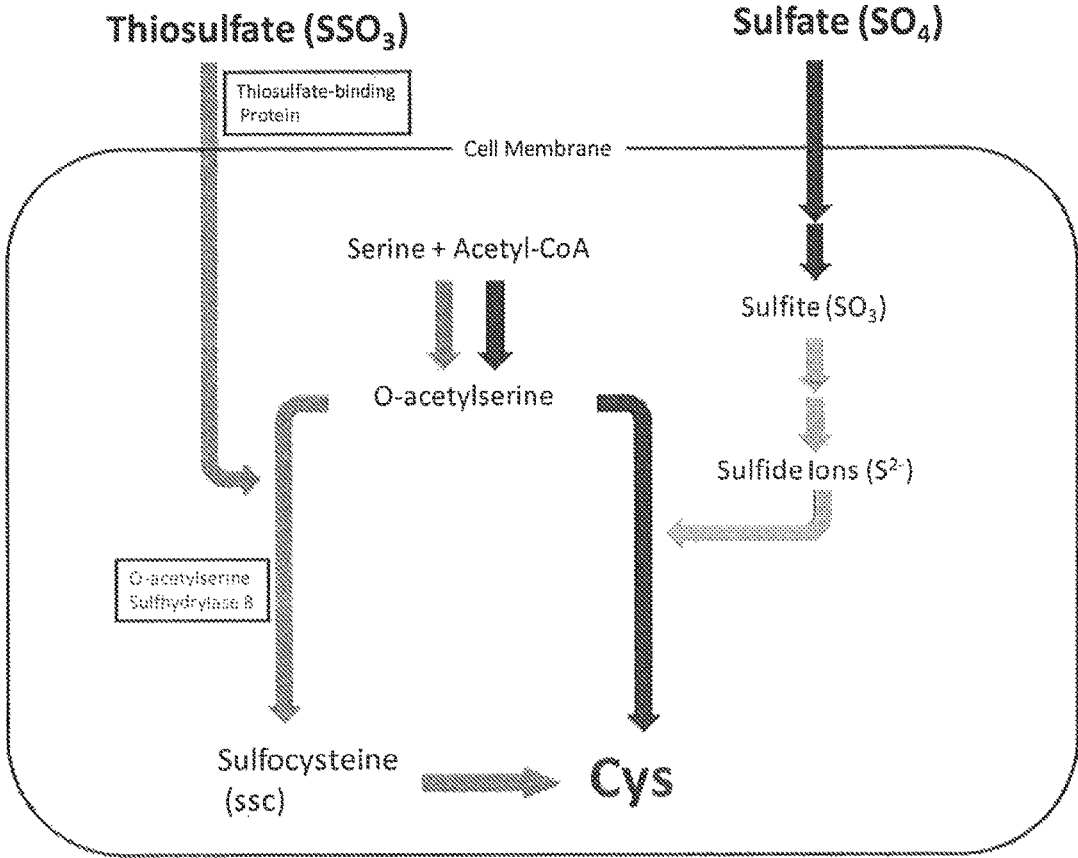 Thiosulfate (SSO₃)
Sulfate (SO₄)
Thiosulfate-binding
Protein
Cell Membrane
Serine + Acetyl-CoA
Sulfite (SO₃)
O-acetylserine
Sulfide Ions (S²⁻)
O-acetylserine
Sulfhydrylase B
Sulfocysteine
(ssc)
Cys